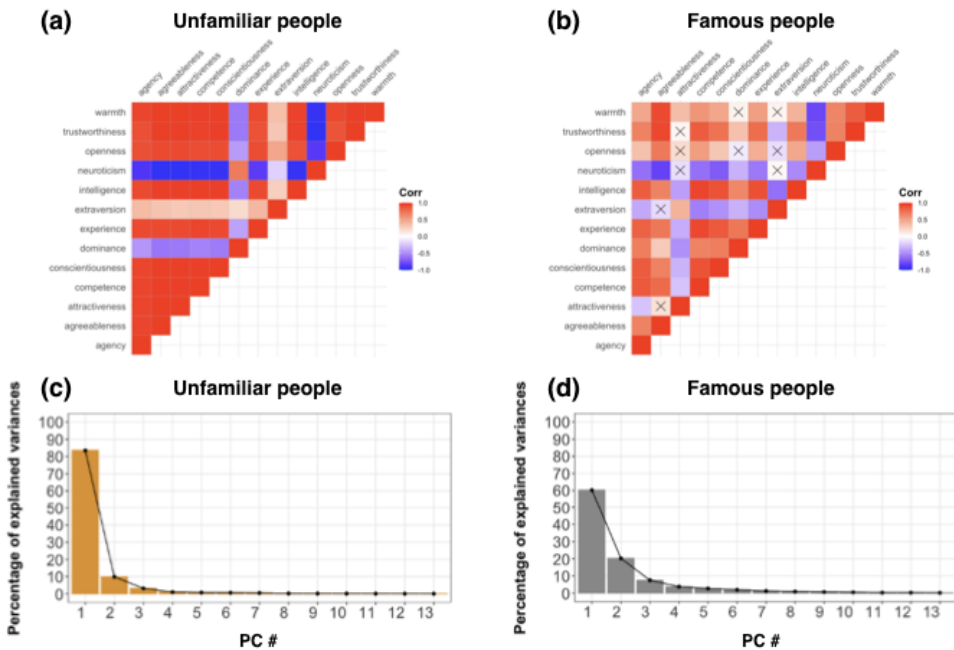 (a) Unfamiliar people
agency
agreeableness
attractiveness
competence
conscientiousness
dominance
experience
extraversion
intelligence
neuroticism
openness
trustworthiness
warmth
warmth
trustworthiness
openness
neuroticism
intelligence
extraversion
experience
dominance
conscientiousness
competence
attractiveness
agreeableness
agency
Corr
1.0
0.5
0.0
-0.5
-1.0
(b) Famous people
agency
agreeableness
attractiveness
competence
conscientiousness
dominance
experience
extraversion
intelligence
neuroticism
openness
trustworthiness
warmth
warmth
trustworthiness
openness
neuroticism
intelligence
extraversion
experience
dominance
conscientiousness
competence
attractiveness
agreeableness
agency
Corr
1.0
0.5
0.0
-0.5
-1.0
(c) Unfamiliar people
Percentage of explained variances
100
90
80
70
60
50
40
30
20
10
0
1 2 3 4 5 6 7 8 9 10 11 12 13
PC #
(d) Famous people
Percentage of explained variances
100
90
80
70
60
50
40
30
20
10
0
1 2 3 4 5 6 7 8 9 10 11 12 13
PC #